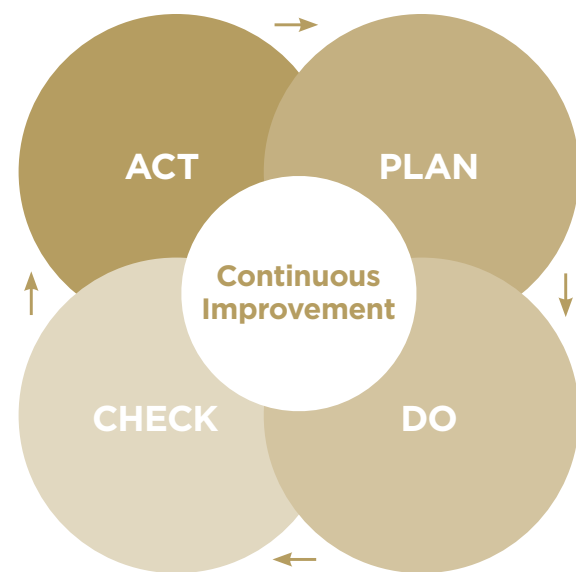 ACT
PLAN
Continuous
Improvement
CHECK
DO